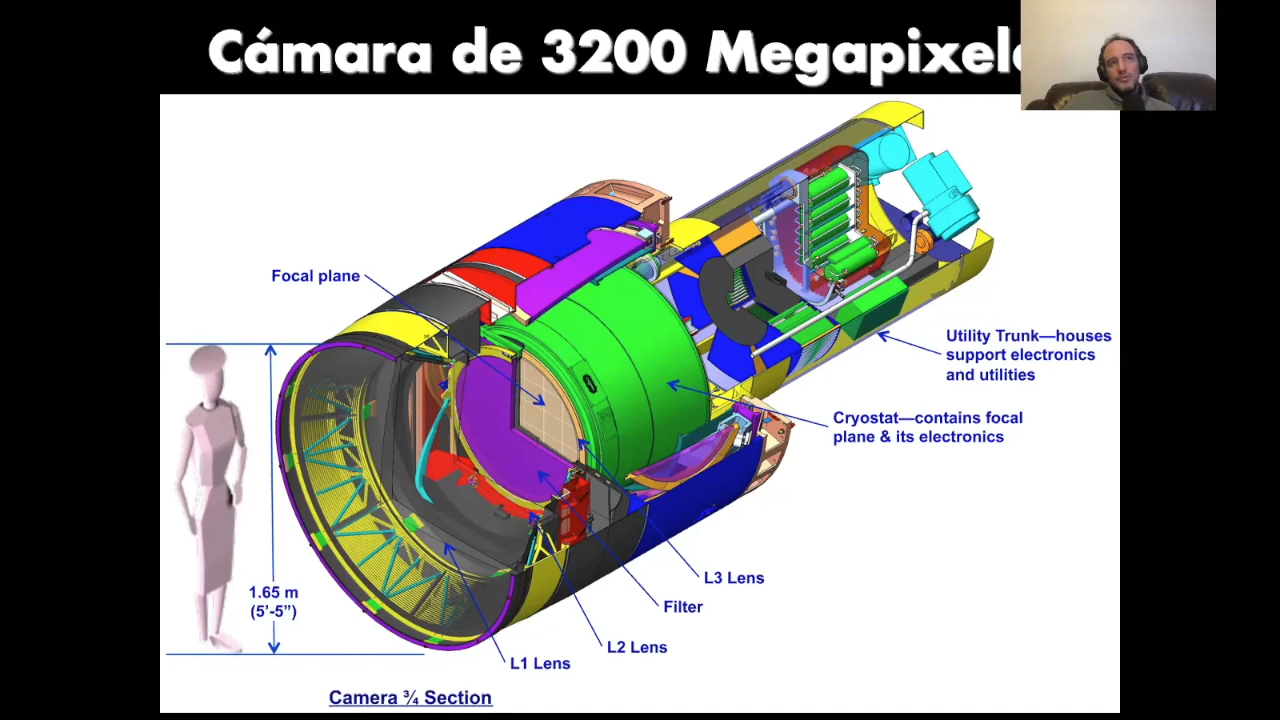 Cámara de 3200 Megapixel
Focal plane
Utility Trunk—houses
support electronics
and utilities
Cryostat—contains focal
plane & its electronics
1.65 m
(5'-5”)
L3 Lens
Filter
L2 Lens
L1 Lens
Camera ¾ Section